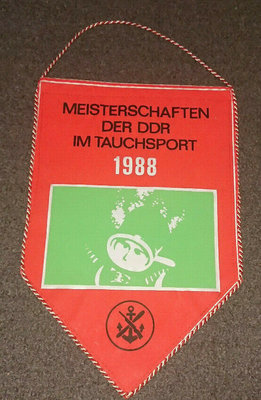 MEISTERSCHAFTEN
DER DDR
IM TAUCHSPORT
1988